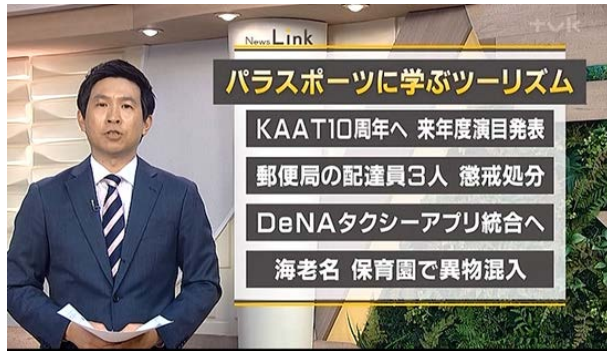 tvk
News Link
パラスポーツに学ぶツーリズム
KAAT10周年へ 来年度演目発表
郵便局の配達員3人 懲戒処分
DeNAタクシーアプリ統合へ
海老名 保育園で異物混入